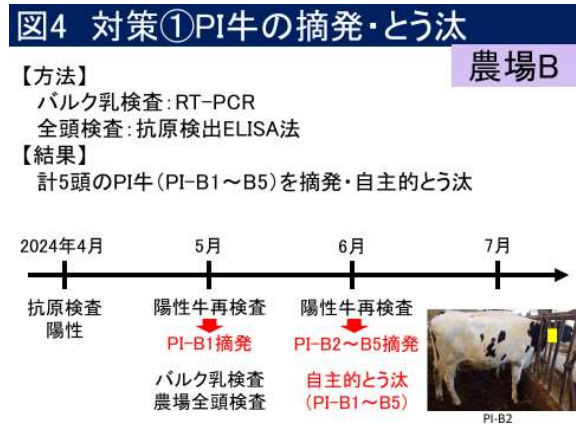 図4 対策①PI牛の摘発・とう汰
農場B
【方法】
バルク乳検査:RT-PCR
全頭検査:抗原検出ELISA法
【結果】
計5頭のPI牛(PI-B1~B5)を摘発・自主的とう汰
2024年4月
5月
6月
7月
抗原検査
陽性
陽性牛再検査
PI-B1摘発
バルク乳検査
農場全頭検査
陽性牛再検査
PI-B2~B5摘発
自主的とう汰
(PI-B1~B5)
PI-B2